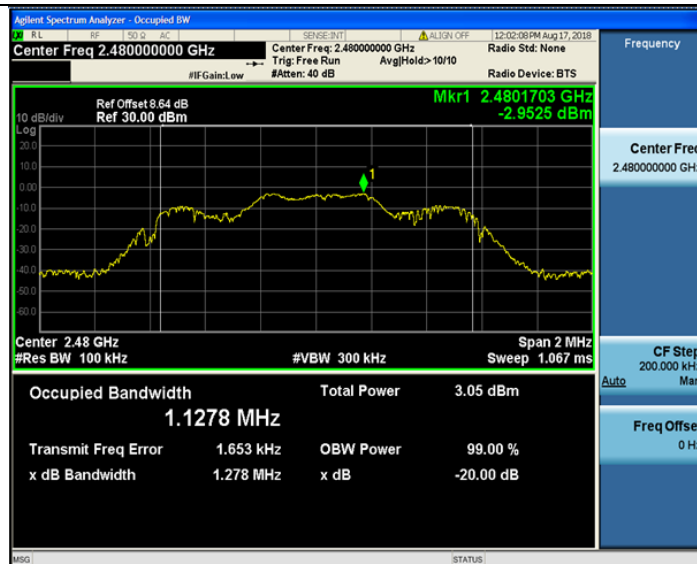 Agilent Spectrum Analyzer - Occupied BW
RL RF 50 Ω AC SENSE:INT ALIGN OFF 12:02:08 PM Aug 17, 2018
Center Freq 2.480000000 GHz Center Freq: 2.480000000 GHz Radio Std: None
Trig: Free Run Avg|Hold:> 10/10
#IFGain:Low #Atten: 40 dB Radio Device: BTS
Frequency
Mkr1 2.4801703 GHz
-2.9525 dBm
Ref Offset 8.64 dB
10 dB/div Ref 30.00 dBm
Log
20.0
10.0
0.00
-10.0
-20.0
-30.0
-40.0
-50.0
-60.0
1
Center 2.48 GHz Span 2 MHz
#Res BW 100 kHz #VBW 300 kHz Sweep 1.067 ms
Occupied Bandwidth Total Power 3.05 dBm
1.1278 MHz
Transmit Freq Error 1.653 kHz OBW Power 99.00 %
x dB Bandwidth 1.278 MHz x dB -20.00 dB
Center Freq
2.480000000 GHz
CF Step
200.000 kHz
Auto Man
Freq Offse
0 Hz
MSG STATUS